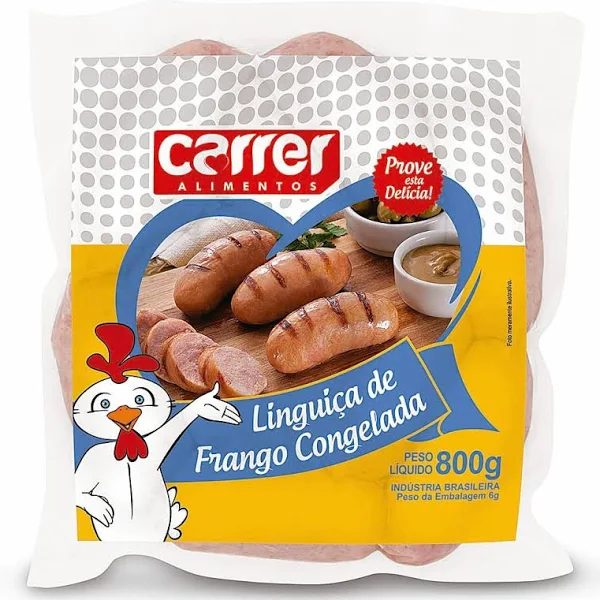 carrer
ALIMENTOS
Prove
esta
Delícia!
Foto meramente ilustrativa.
Linguiça de
Frango Congelada
PESO
LÍQUIDO 800g
INDÚSTRIA BRASILEIRA
Peso da Embalagem 6g